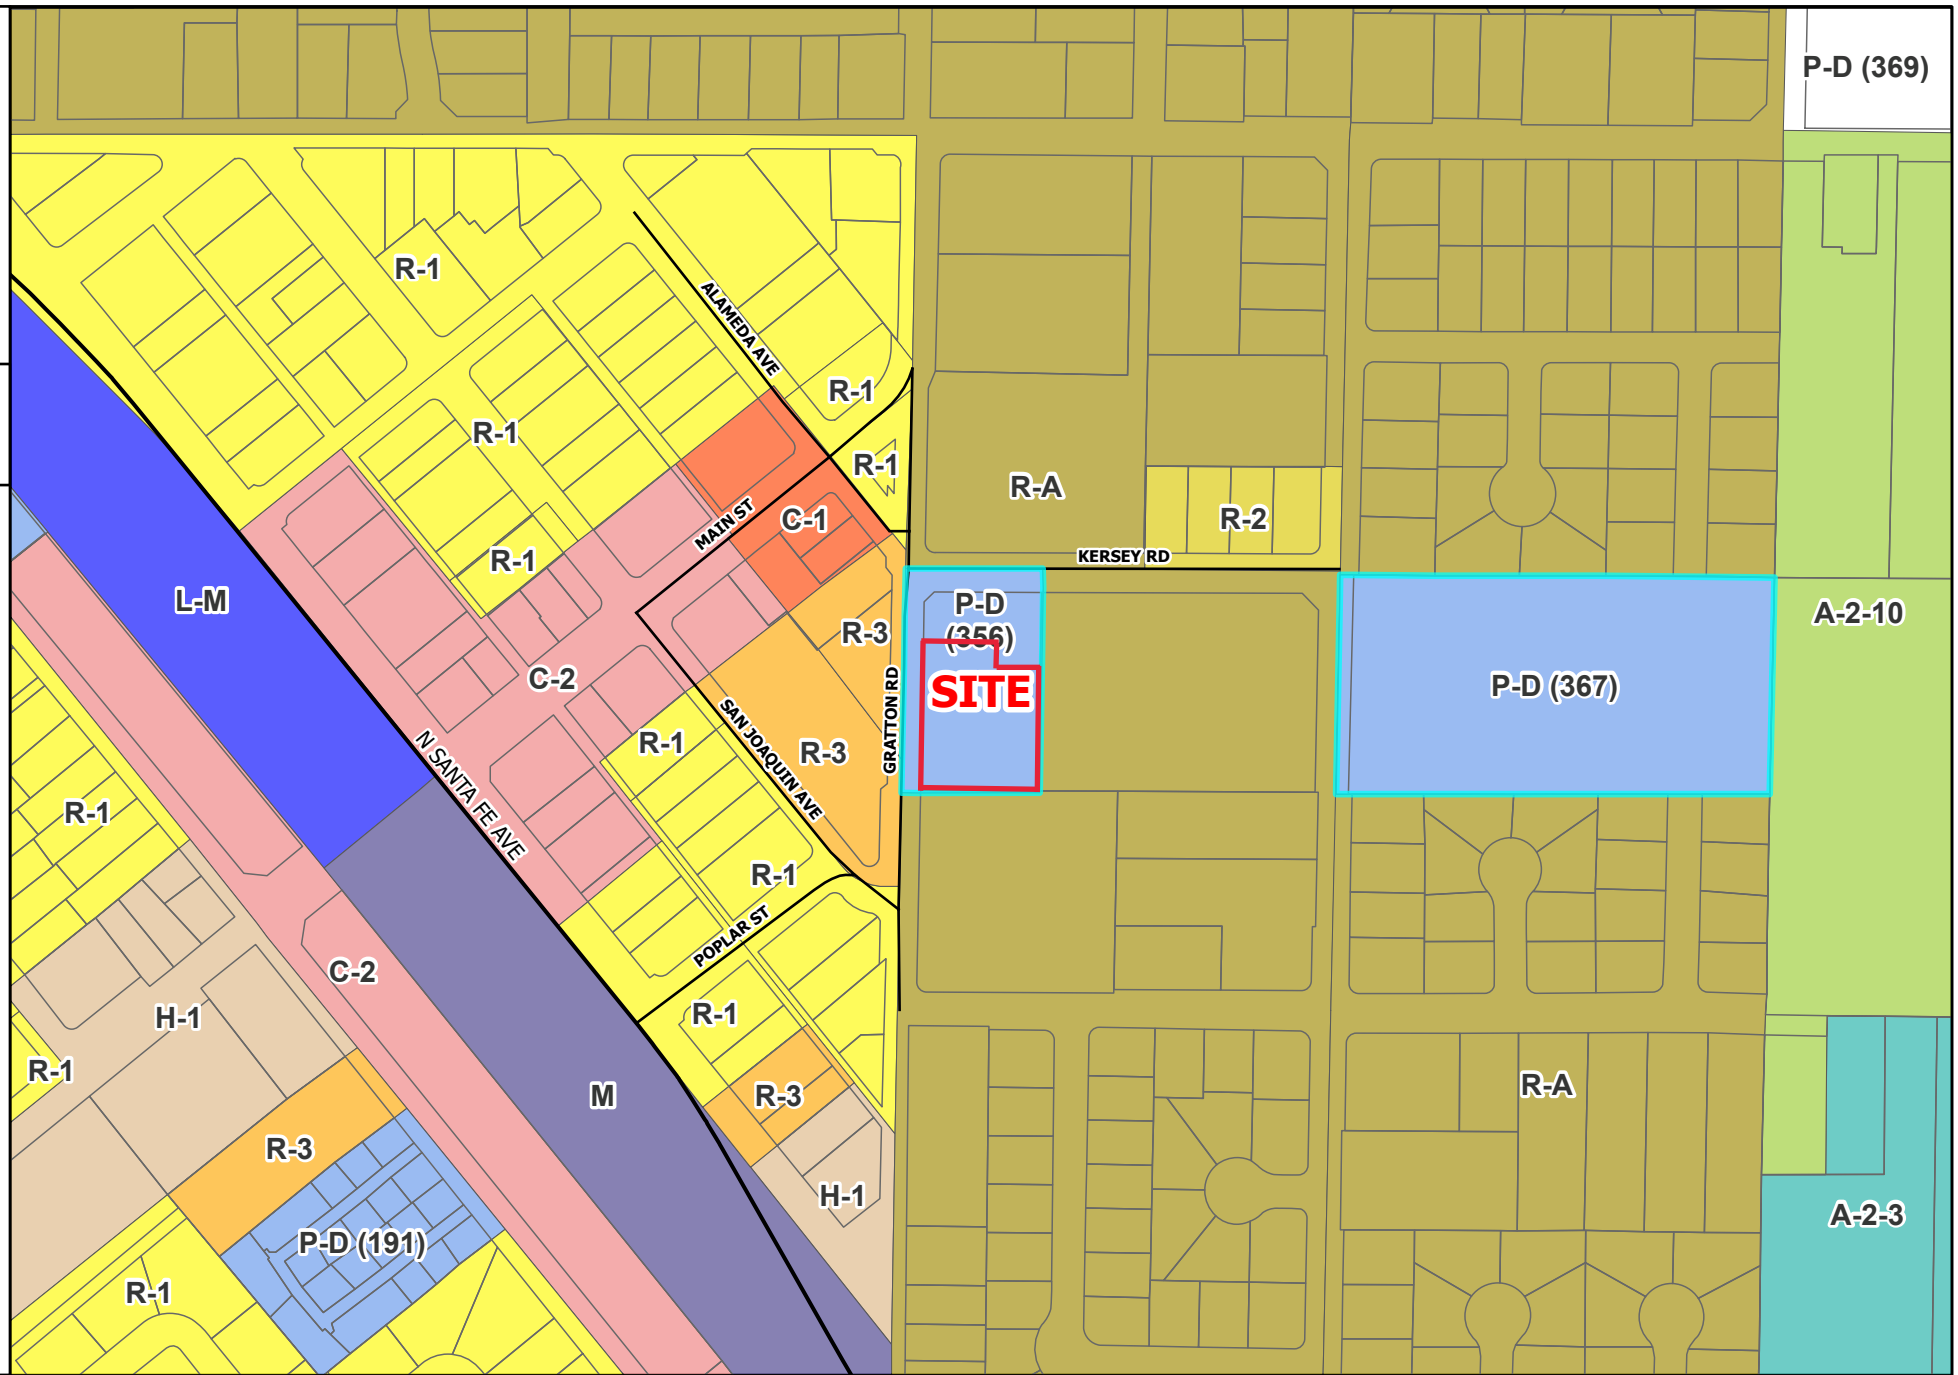 P-D (369)
R-1
ALAMEDA AVE
R-1
R-1
R-1
R-A
C-1
R-2
MAIN ST
R-1
KERSEY RD
L-M
P-D
(356)
A-2-10
R-3
C-2
P-D (367)
SITE
GRATTON RD
R-1
SAN JOAQUIN AVE
R-3
N SANTA FE AVE
R-1
R-1
POPLAR ST
C-2
H-1
R-1
R-1
R-A
M
R-3
R-3
H-1
A-2-3
P-D (191)
R-1